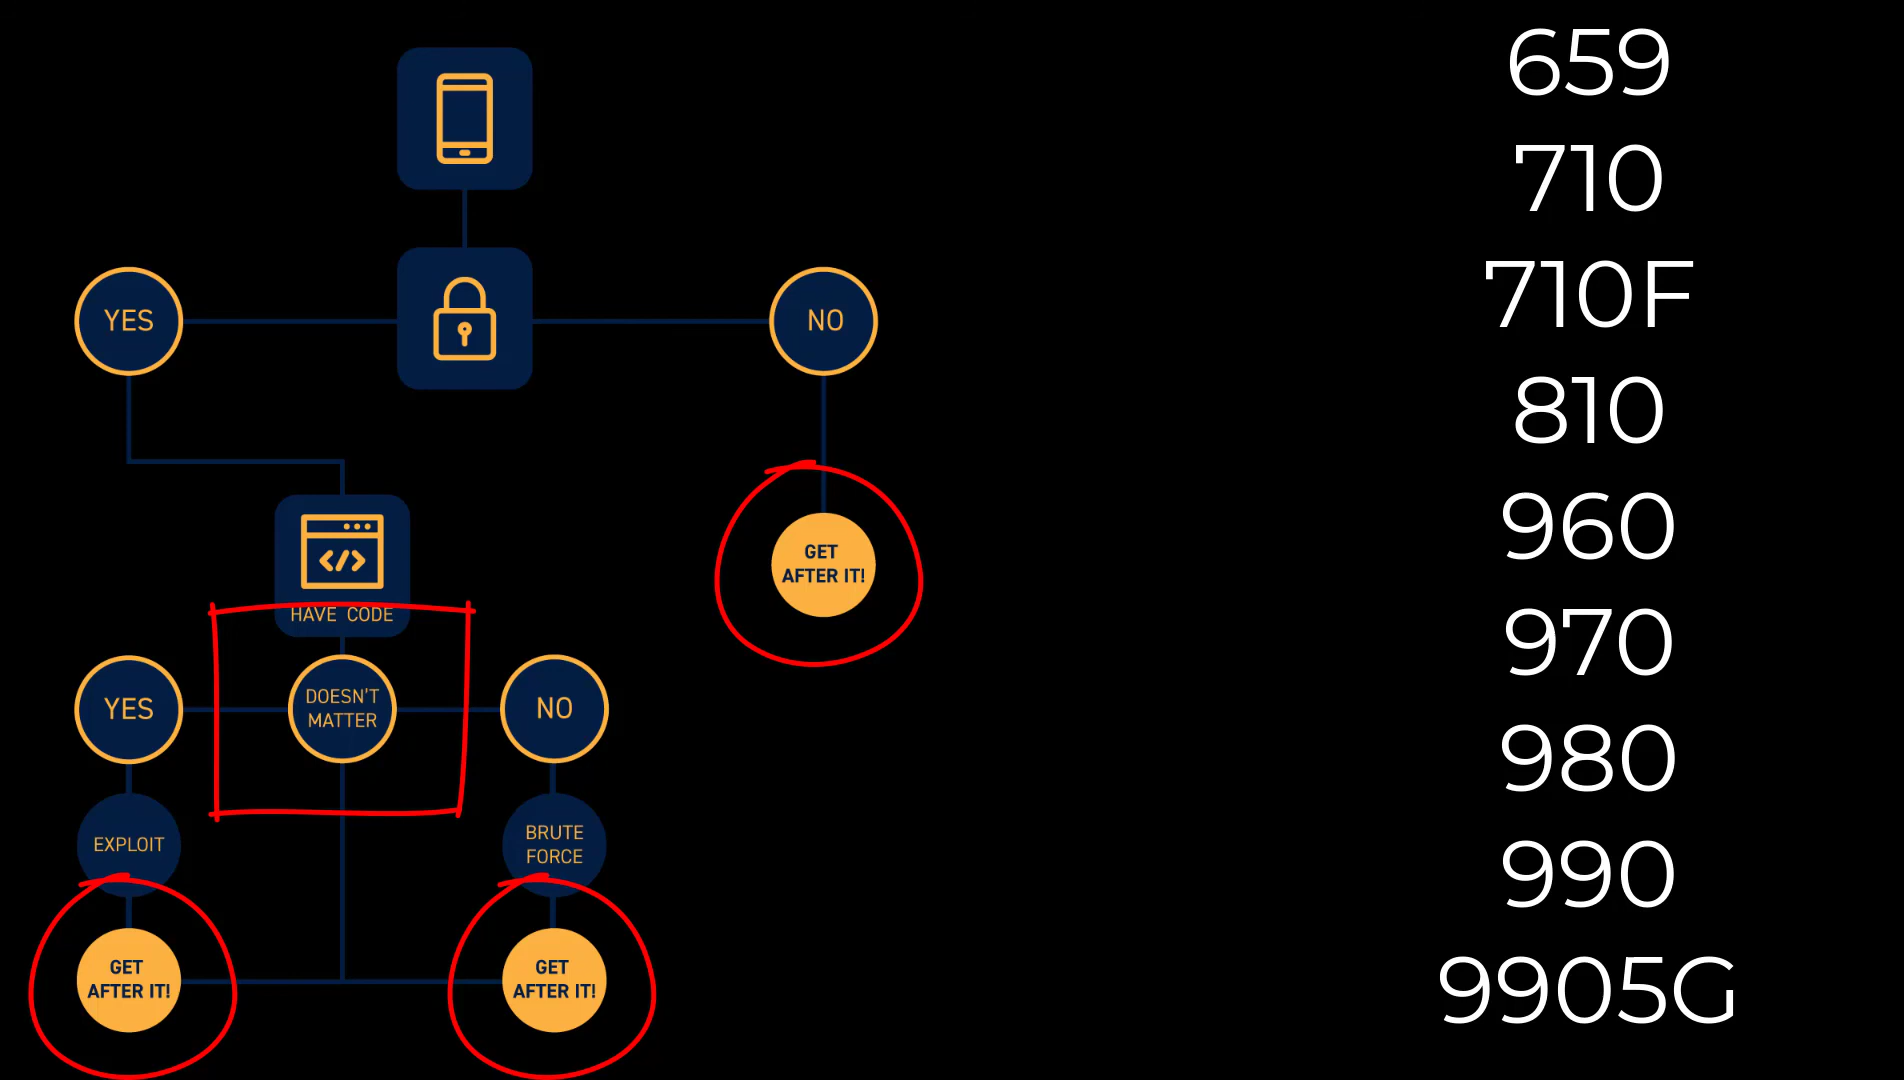 YES
NO
GET
AFTER IT!
HAVE CODE
YES
DOESN'T
MATTER
NO
EXPLOIT
BRUTE
FORCE
GET
AFTER IT!
GET
AFTER IT!
659
710
710F
810
960
970
980
990
9905G